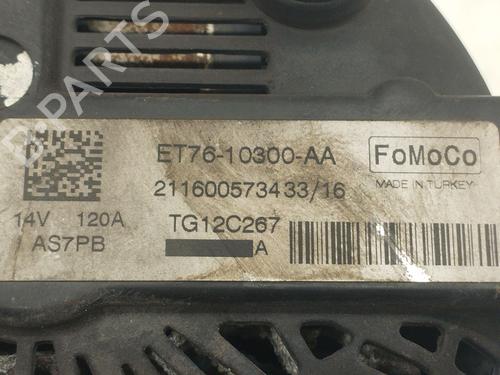 ET76-10300-AA
FoMoCo
MADE IN TURKEY
211600573433/16
14V 120A
TG12C267
AS7PB
A
B-PARTS